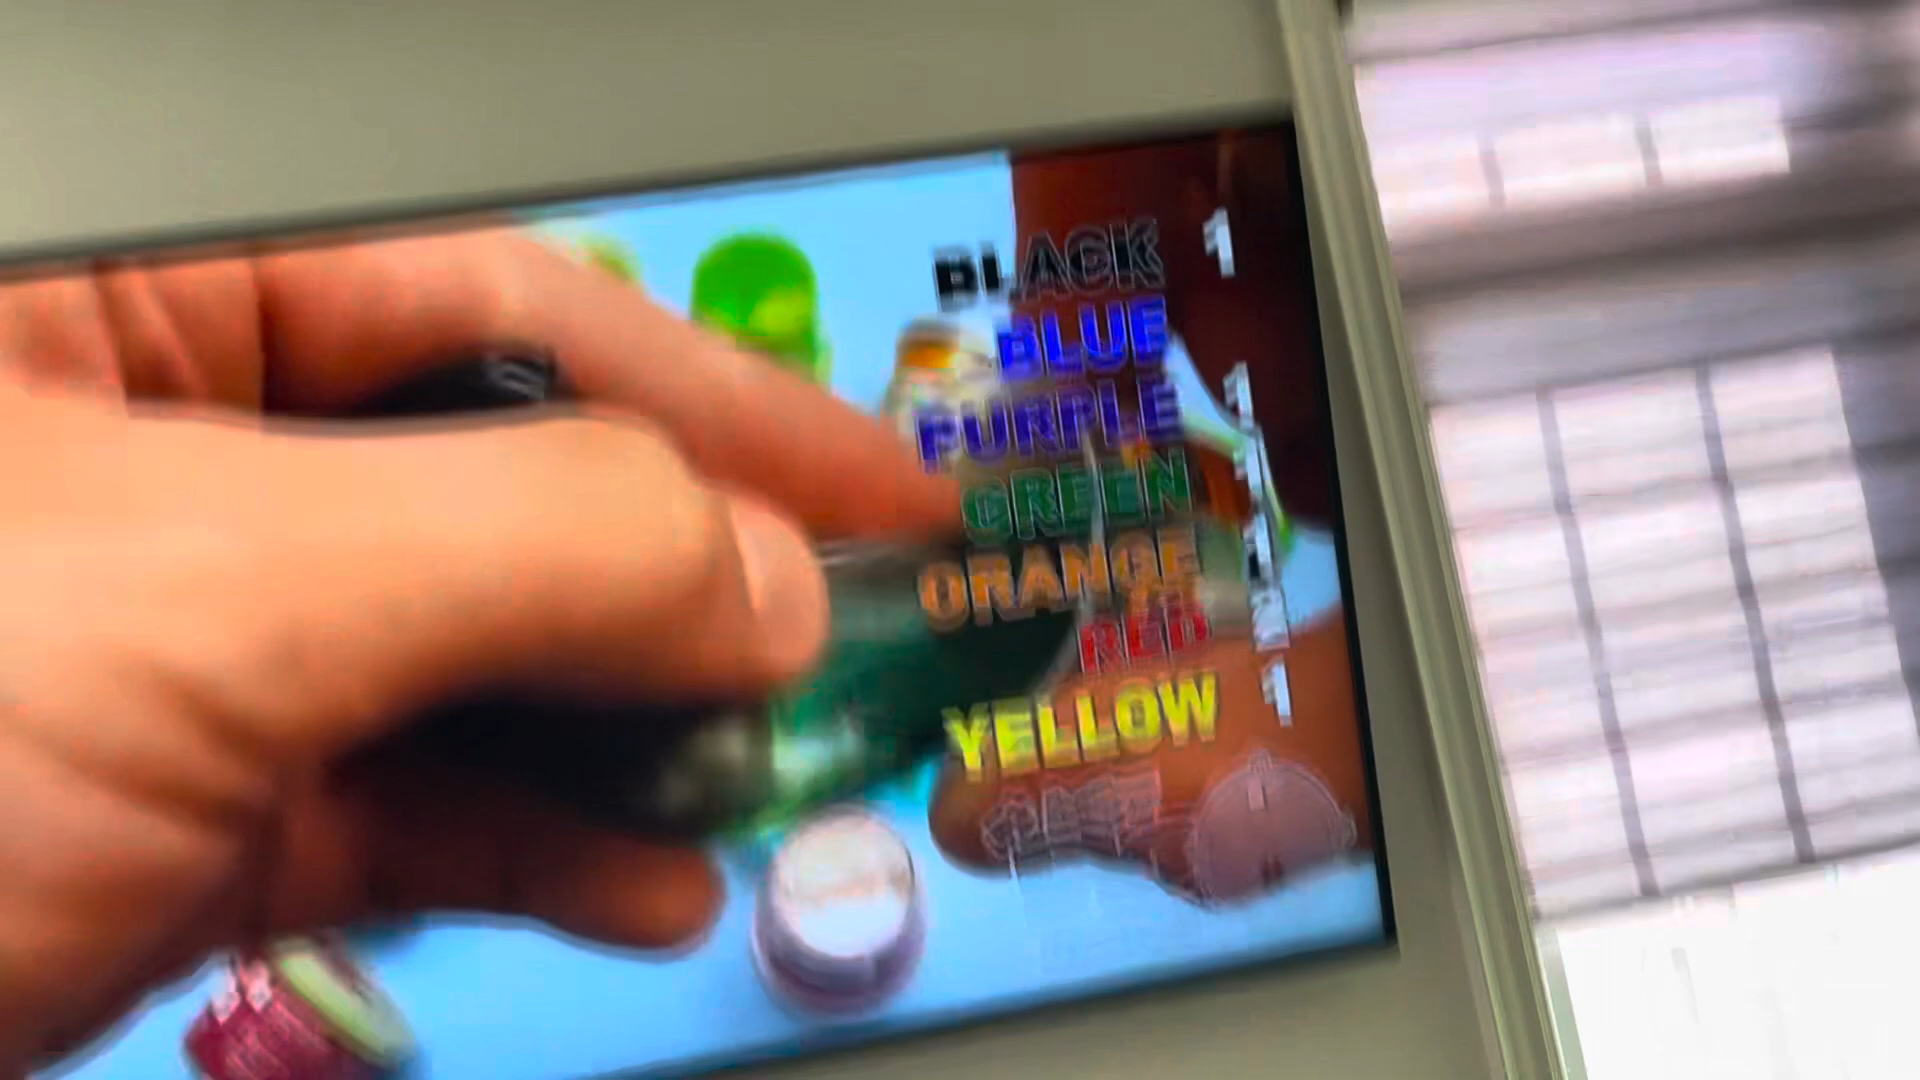 BLACK 1
BLUE
PURPLE 1
GREEN
ORANGE
RED
YELLOW 1